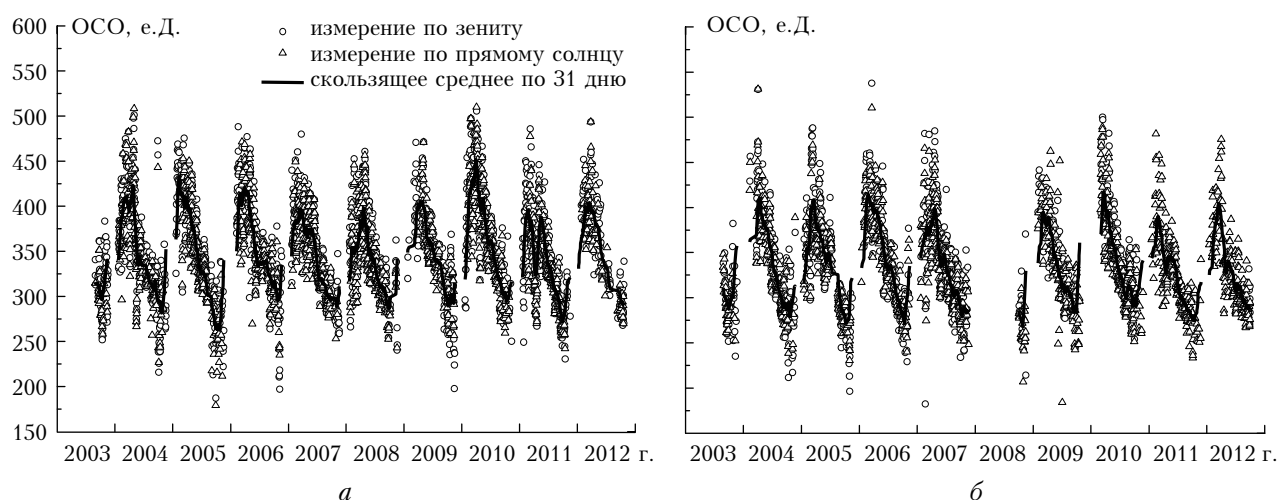 600
550
500
450
400
350
300
250
200
150
ОСО, е.Д.
измерение по зениту
измерение по прямому солнцу
скользящее среднее по 31 дню
2003 2004 2005 2006 2007 2008 2009 2010 2011 2012 г.
а
ОСО, е.Д.
2003 2004 2005 2006 2007 2008 2009 2010 2011 2012 г.
б